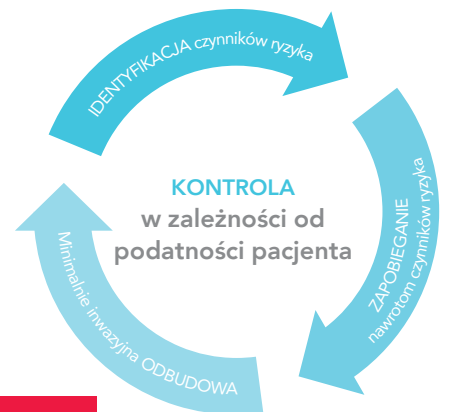 IDENTYFIKACJA czynników ryzyka
KONTROLA
w zależności od
podatności pacjenta
ZAPOBIEGANIE
nawrotom czynników ryzyka
Minimalnie inwazyjna ODBUDOWA